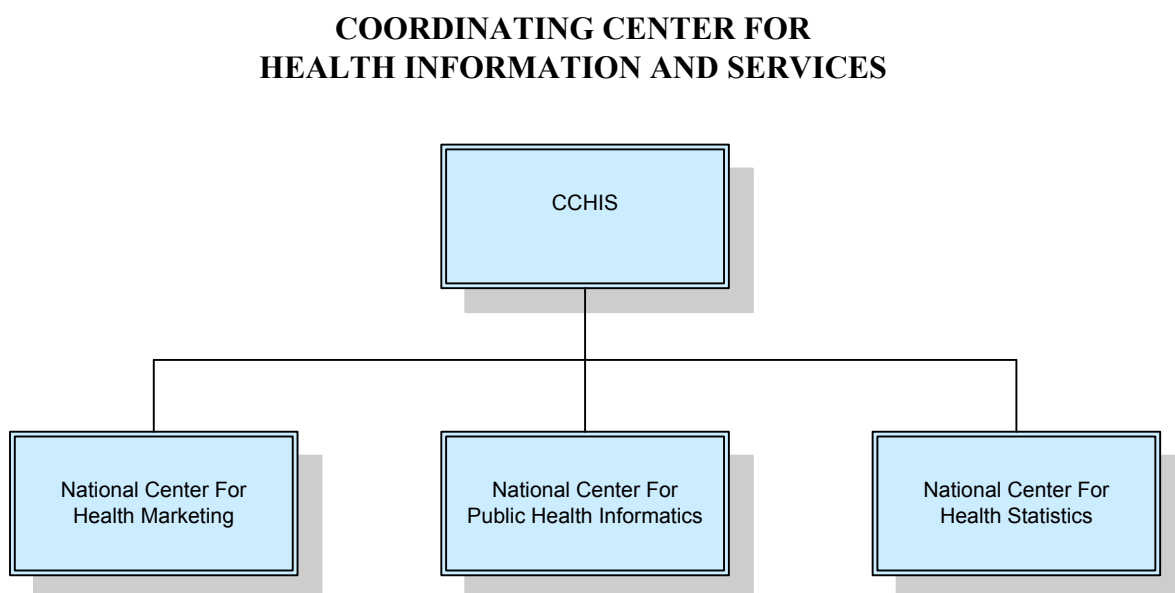 COORDINATING CENTER FOR
HEALTH INFORMATION AND SERVICES
CCHIS
National Center For
Health Marketing
National Center For
Public Health Informatics
National Center For
Health Statistics